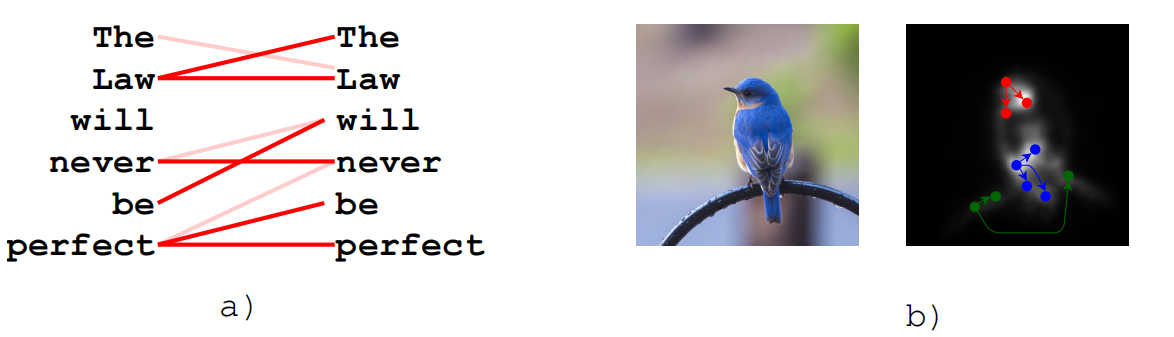 The The
Law Law
will will
never never
be be
perfect perfect
a)
b)